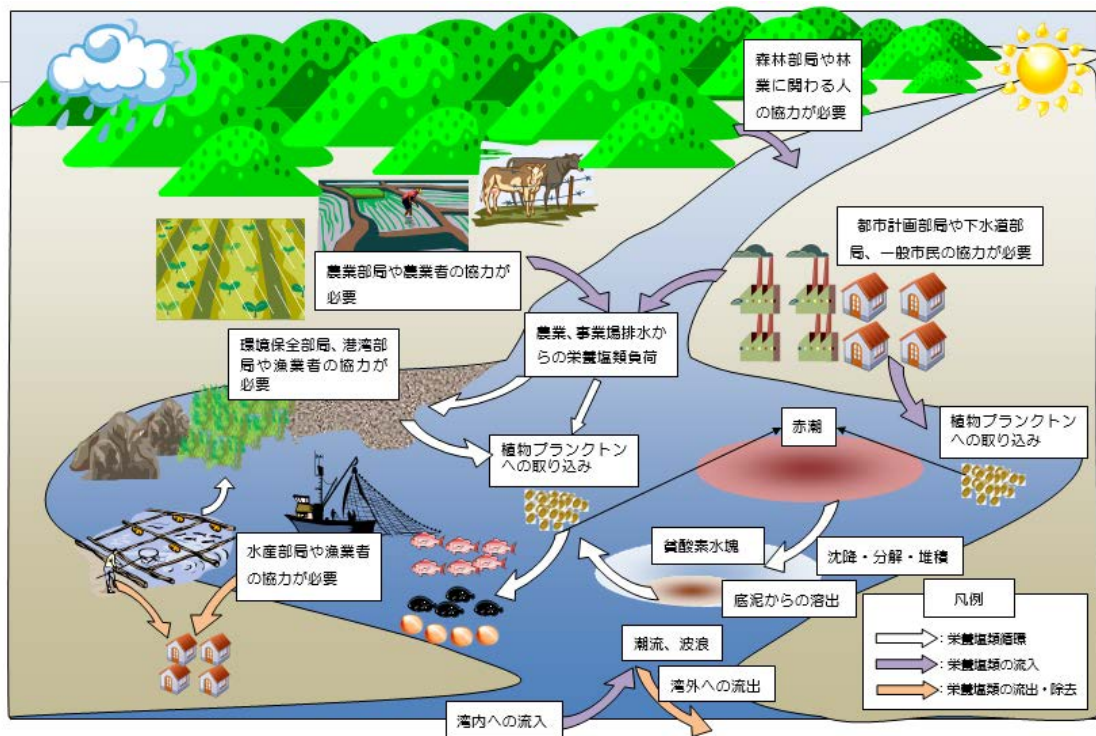 森林部局や林
業に関わる人
の協力が必要
都市計画部局や下水道部
局、一般市民の協力が必要
農業部局や農業者の協力が
必要
農業、事業場排水か
らの栄養塩類負荷
環境保全部局、港湾部
局や漁業者の協力が
必要
植物プランクトン
への取り込み
赤潮
植物プランクトン
への取り込み
水産部局や漁業者
の協力が必要
貧酸素水塊
沈降・分解・堆積
底泥からの溶出
潮流、波浪
湾外への流出
湾内への流入
凡例
:栄養塩類循環
:栄養塩類の流入
:栄養塩類の流出・除去